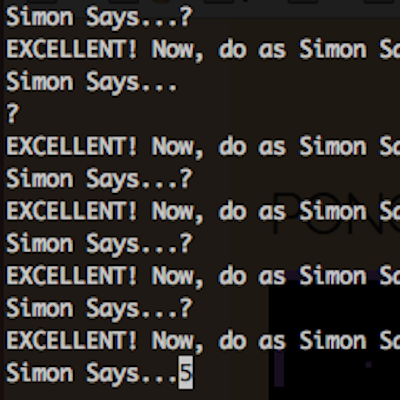 Simon Says...?
EXCELLENT! Now, do as Simon Sa
Simon Says...
?
EXCELLENT! Now, do as Simon Sa
Simon Says...?
EXCELLENT! Now, do as Simon Sa
Simon Says...?
EXCELLENT! Now, do as Simon Sa
Simon Says...?
EXCELLENT! Now, do as Simon Sa
Simon Says...5
PONG